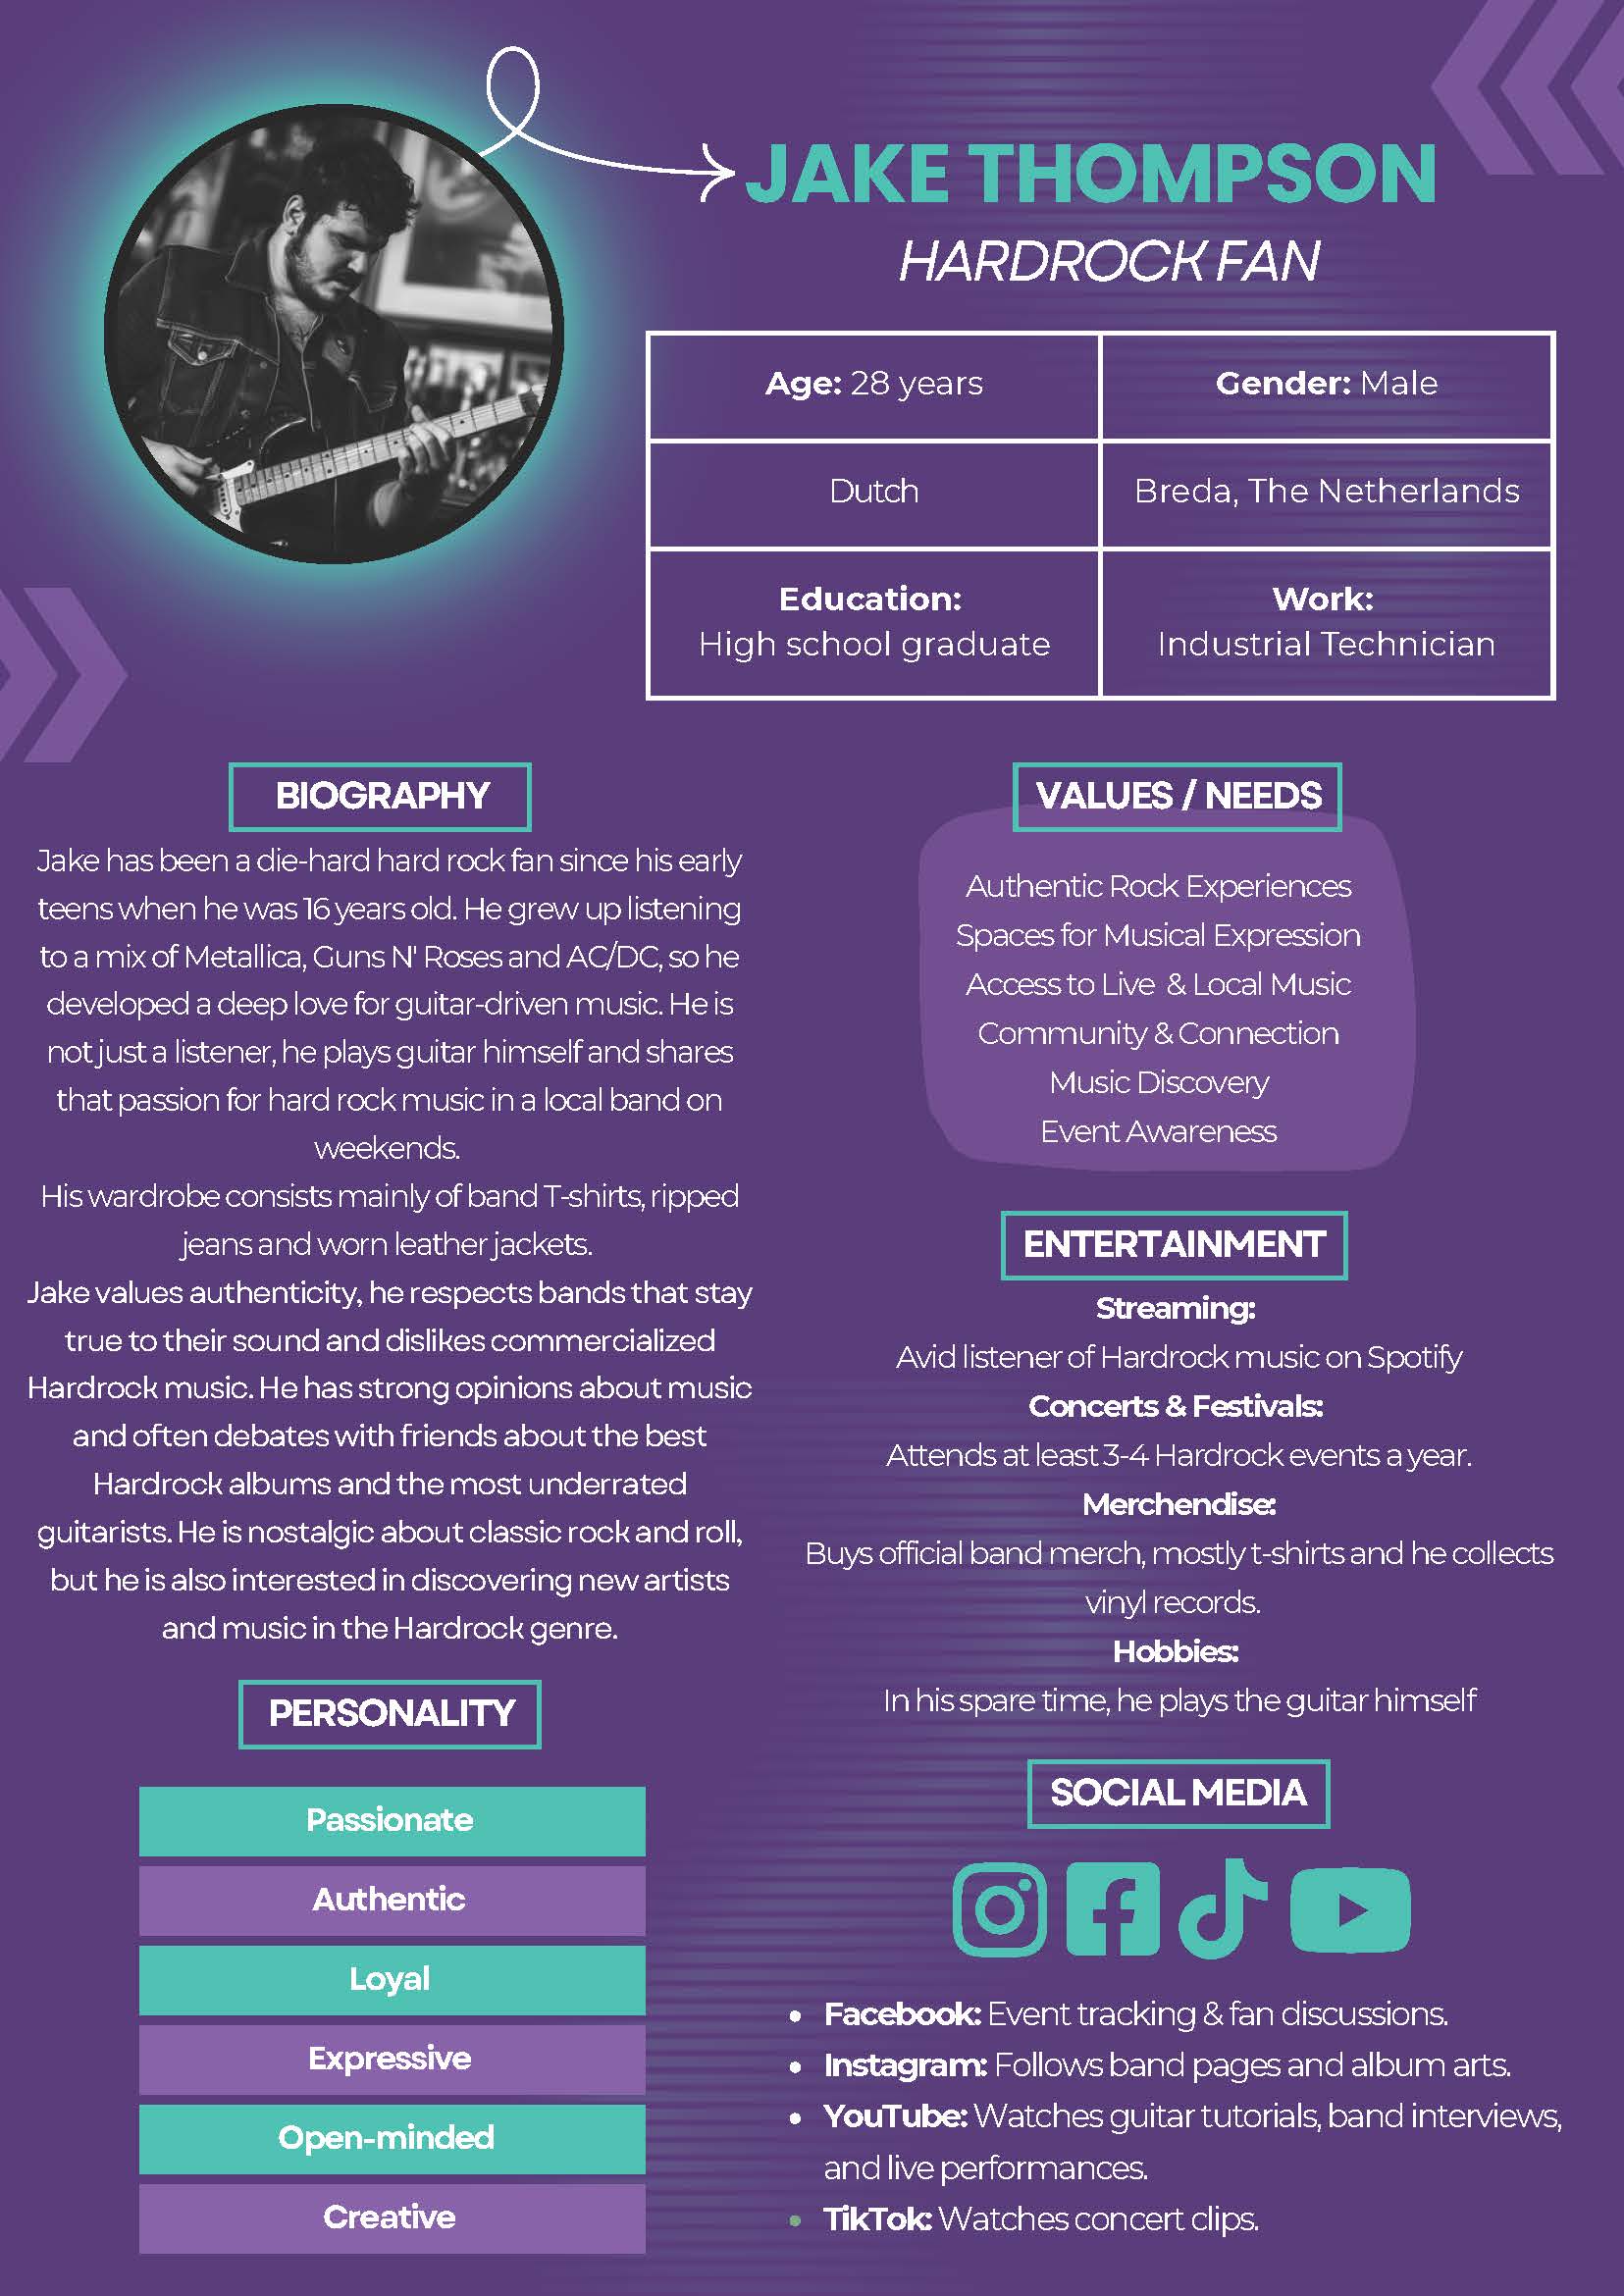 JAKE THOMPSON
HARDROCK FAN
Age: 28 years
Gender: Male
Dutch
Breda, The Netherlands
Education:
High school graduate
Work:
Industrial Technician
BIOGRAPHY
Jake has been a die-hard hard rock fan since his early
teens when he was 16 years old. He grew up listening
to a mix of Metallica, Guns N' Roses and AC/DC, so he
developed a deep love for guitar-driven music. He is
not just a listener, he plays guitar himself and shares
that passion for hard rock music in a local band on
weekends.
His wardrobe consists mainly of band T-shirts, ripped
jeans and worn leather jackets.
Jake values authenticity, he respects bands that stay
true to their sound and dislikes commercialized
Hardrock music. He has strong opinions about music
and often debates with friends about the best
Hardrock albums and the most underrated
guitarists. He is nostalgic about classic rock and roll,
but he is also interested in discovering new artists
and music in the Hardrock genre.
PERSONALITY
Passionate
Authentic
Loyal
Expressive
Open-minded
Creative
VALUES / NEEDS
Authentic Rock Experiences
Spaces for Musical Expression
Access to Live & Local Music
Community & Connection
Music Discovery
Event Awareness
ENTERTAINMENT
Streaming:
Avid listener of Hardrock music on Spotify
Concerts & Festivals:
Attends at least 3-4 Hardrock events a year.
Merchendise:
Buys official band merch, mostly t-shirts and he collects
vinyl records.
Hobbies:
In his spare time, he plays the guitar himself
SOCIAL MEDIA
• Facebook: Event tracking & fan discussions.
• Instagram: Follows band pages and album arts.
• YouTube: Watches guitar tutorials, band interviews,
and live performances.
• TikTok: Watches concert clips.